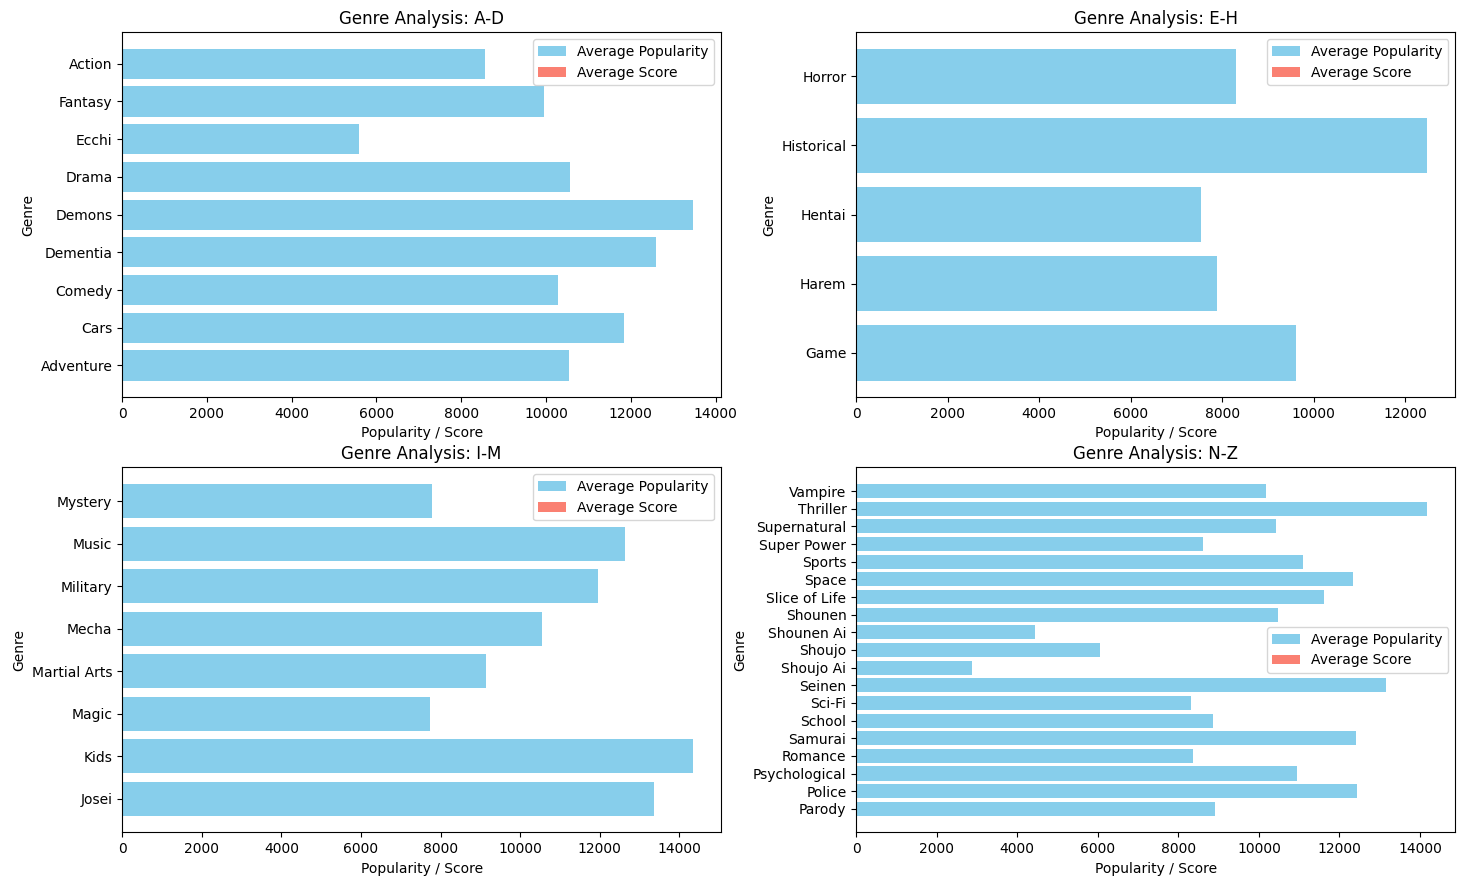 Genre Analysis: A-D
Average Popularity
Average Score
Action
Fantasy
Ecchi
Drama
Demons
Dementia
Comedy
Cars
Adventure
Genre
0 2000 4000 6000 8000 10000 12000 14000
Popularity / Score
Genre Analysis: E-H
Average Popularity
Average Score
Horror
Historical
Hentai
Harem
Game
Genre
0 2000 4000 6000 8000 10000 12000
Popularity / Score
Genre Analysis: I-M
Average Popularity
Average Score
Mystery
Music
Military
Mecha
Martial Arts
Magic
Kids
Josei
Genre
0 2000 4000 6000 8000 10000 12000 14000
Popularity / Score
Genre Analysis: N-Z
Vampire
Thriller
Supernatural
Super Power
Sports
Space
Slice of Life
Shounen
Shounen Ai
Shoujo
Shoujo Ai
Seinen
Sci-Fi
School
Samurai
Romance
Psychological
Police
Parody
Average Popularity
Average Score
Genre
0 2000 4000 6000 8000 10000 12000 14000
Popularity / Score